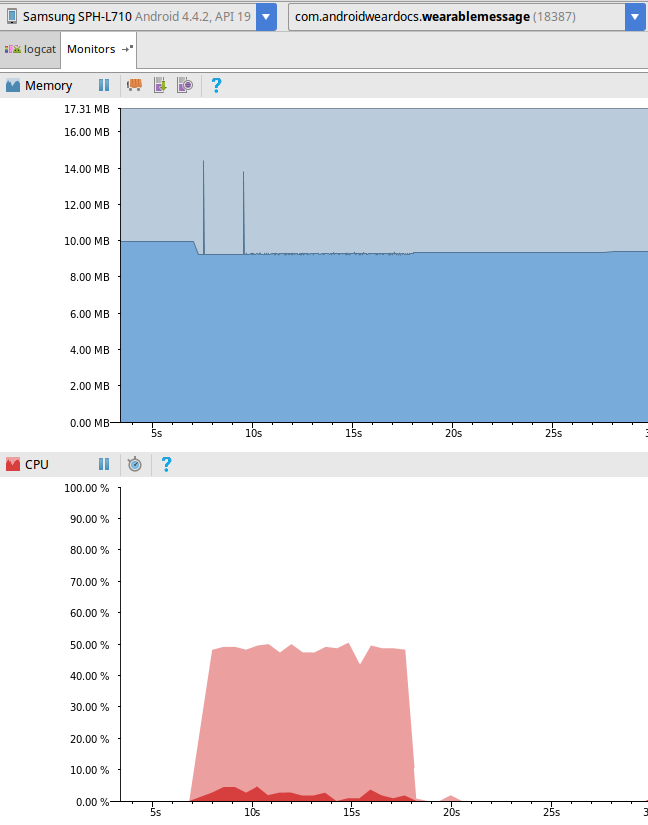 Samsung SPH-L710 Android 4.4.2, API 19
com.androidweardocs.wearablemessage (18387)
logcat
Monitors
Memory
?
17.31 MB
16.00 MB
14.00 MB
12.00 MB
10.00 MB
8.00 MB
6.00 MB
4.00 MB
2.00 MB
0.00 MB
5s 10s 15s 20s 25s
CPU
?
100.00 %
90.00 %
80.00 %
70.00 %
60.00 %
50.00 %
40.00 %
30.00 %
20.00 %
10.00 %
0.00 %
5s 10s 15s 20s 25s